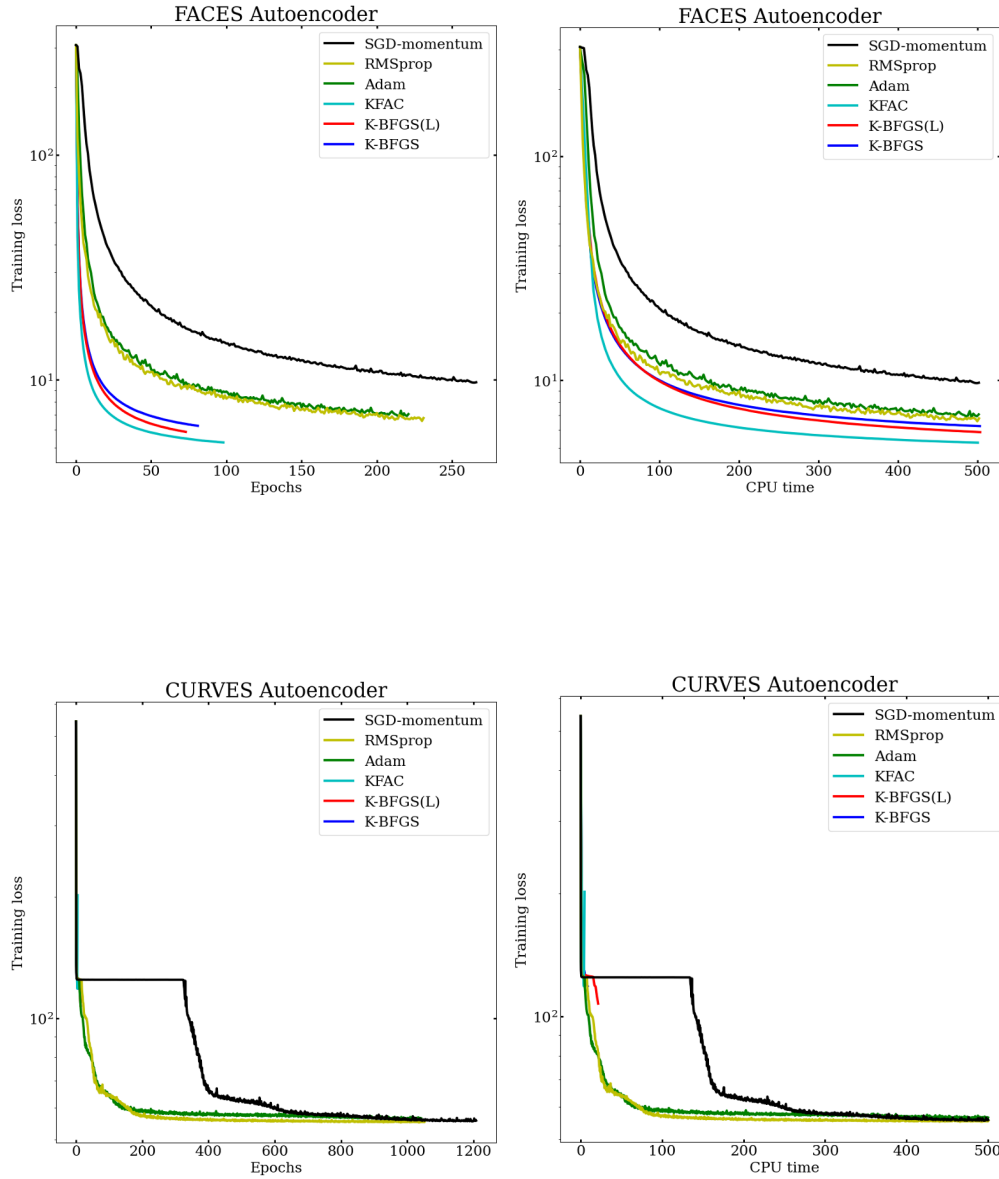 FACES Autoencoder
SGD-momentum
RMSprop
Adam
KFAC
K-BFGS(L)
K-BFGS
Training loss
10²
10¹
0 50 100 150 200 250
Epochs
FACES Autoencoder
SGD-momentum
RMSprop
Adam
KFAC
K-BFGS(L)
K-BFGS
Training loss
10²
10¹
0 100 200 300 400 500
CPU time
CURVES Autoencoder
SGD-momentum
RMSprop
Adam
KFAC
K-BFGS(L)
K-BFGS
Training loss
10²
0 200 400 600 800 1000 1200
Epochs
CURVES Autoencoder
SGD-momentum
RMSprop
Adam
KFAC
K-BFGS(L)
K-BFGS
Training loss
10²
0 100 200 300 400 500
CPU time